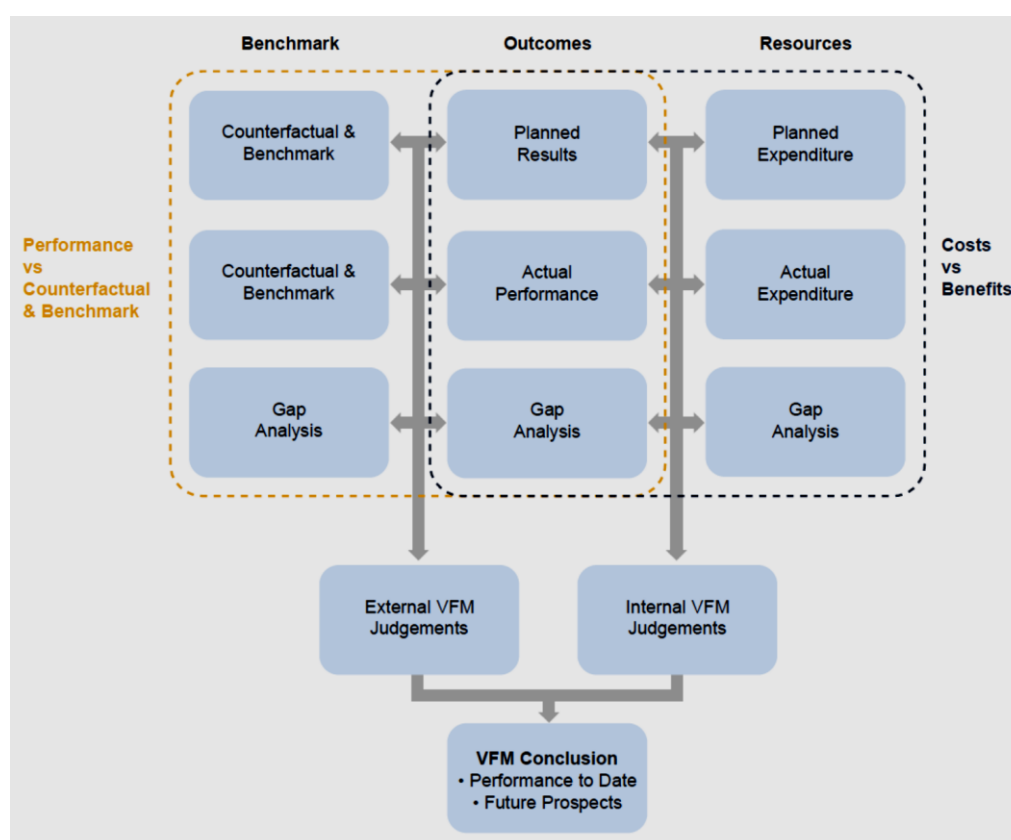 Benchmark
Outcomes
Resources
Counterfactual &
Benchmark
Planned
Results
Planned
Expenditure
Performance
vs
Counterfactual
& Benchmark
Counterfactual &
Benchmark
Actual
Performance
Actual
Expenditure
Costs
vs
Benefits
Gap
Analysis
Gap
Analysis
Gap
Analysis
External VFM
Judgements
Internal VFM
Judgements
VFM Conclusion
• Performance to Date
• Future Prospects